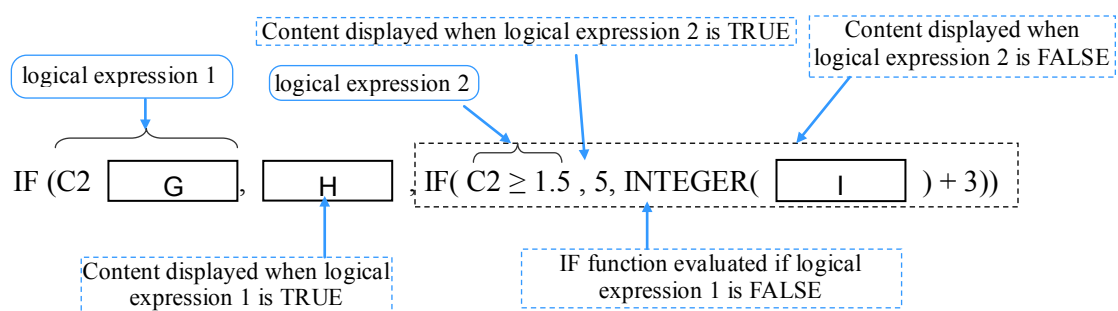 Content displayed when logical expression 2 is TRUE
Content displayed when
logical expression 2 is FALSE
logical expression 1
logical expression 2
IF (C2 G , H , IF( C2 ≥ 1.5 , 5, INTEGER( I ) + 3))
Content displayed when logical
expression 1 is TRUE
IF function evaluated if logical
expression 1 is FALSE